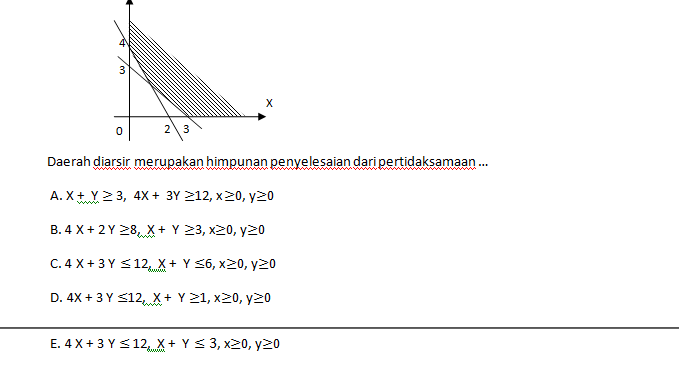 4
3
X
0 2 3
Daerah diarsir merupakan himpunan penyelesaian dari pertidaksamaan ...
A. X + Y ≥ 3, 4X + 3Y ≥12, x≥0, y≥0
B. 4 X + 2 Y ≥8, X + Y ≥3, x≥0, y≥0
C. 4 X + 3 Y ≤ 12, X + Y ≤6, x≥0, y≥0
D. 4X + 3 Y ≤12, X + Y ≥1, x≥0, y≥0
E. 4 X + 3 Y ≤ 12, X + Y ≤ 3, x≥0, y≥0